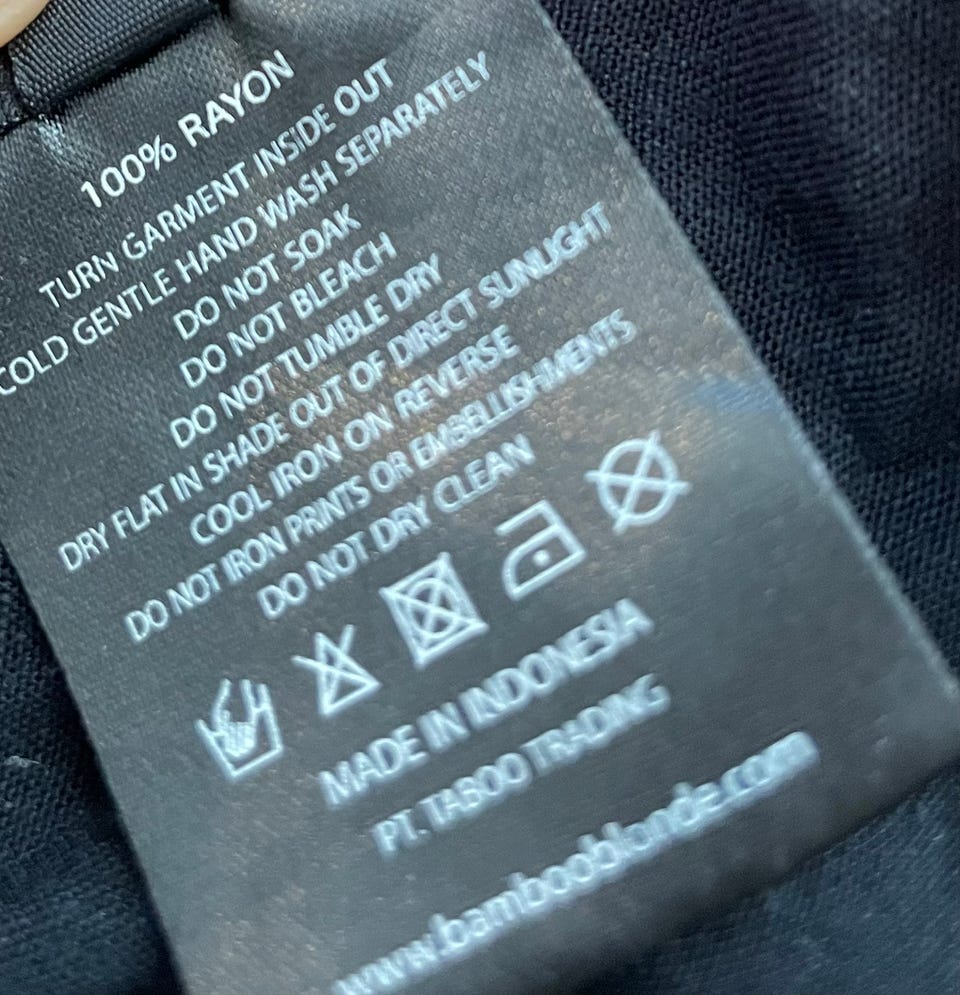 100% RAYON
TURN GARMENT INSIDE OUT
COLD GENTLE HAND WASH SEPARATELY
DO NOT SOAK
DO NOT BLEACH
DO NOT TUMBLE DRY
DRY FLAT IN SHADE OUT OF DIRECT SUNLIGHT
COOL IRON ON REVERSE
DO NOT IRON PRINTS OR EMBELLISHMENTS
DO NOT DRY CLEAN
MADE IN INDONESIA
PT. TABOO TRADING
www.bambooblonde.com